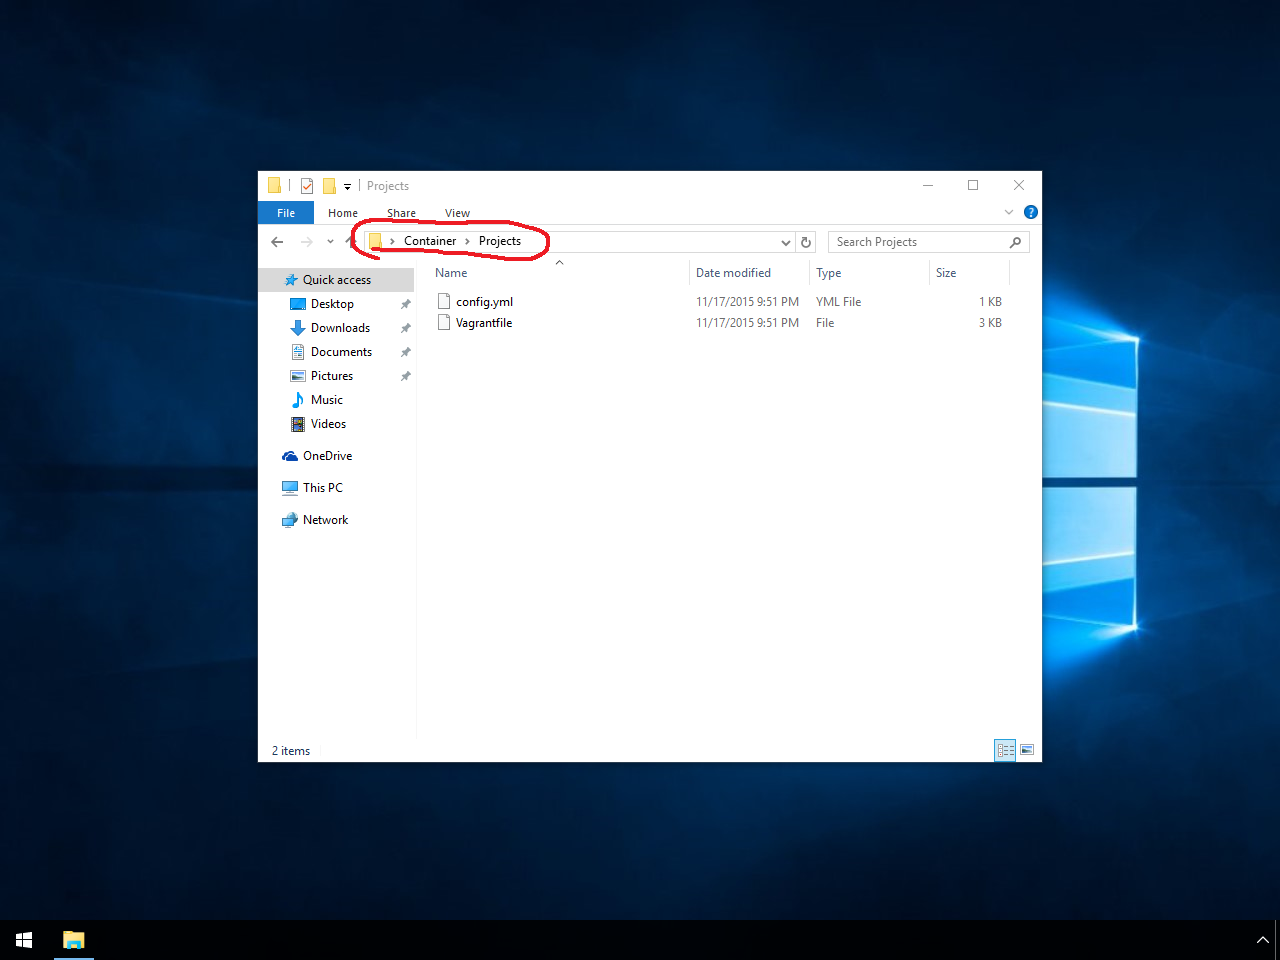 Projects
File Home Share View
Container Projects
Search Projects
Name Date modified Type Size
config.yml 11/17/2015 9:51 PM YML File 1 KB
Vagrantfile 11/17/2015 9:51 PM File 3 KB
Quick access
Desktop
Downloads
Documents
Pictures
Music
Videos
OneDrive
This PC
Network
2 items